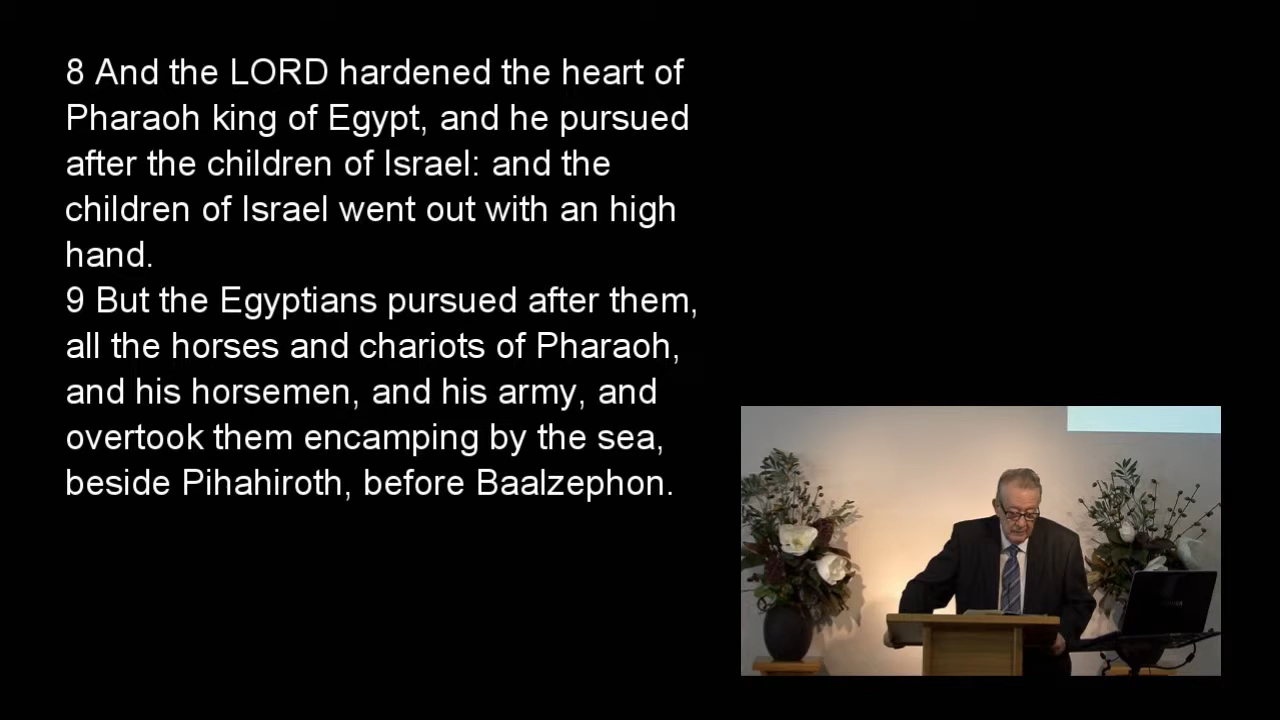 8 And the LORD hardened the heart of
Pharaoh king of Egypt, and he pursued
after the children of Israel: and the
children of Israel went out with an high
hand.
9 But the Egyptians pursued after them,
all the horses and chariots of Pharaoh,
and his horsemen, and his army, and
overtook them encamping by the sea,
beside Pihahiroth, before Baalzephon.